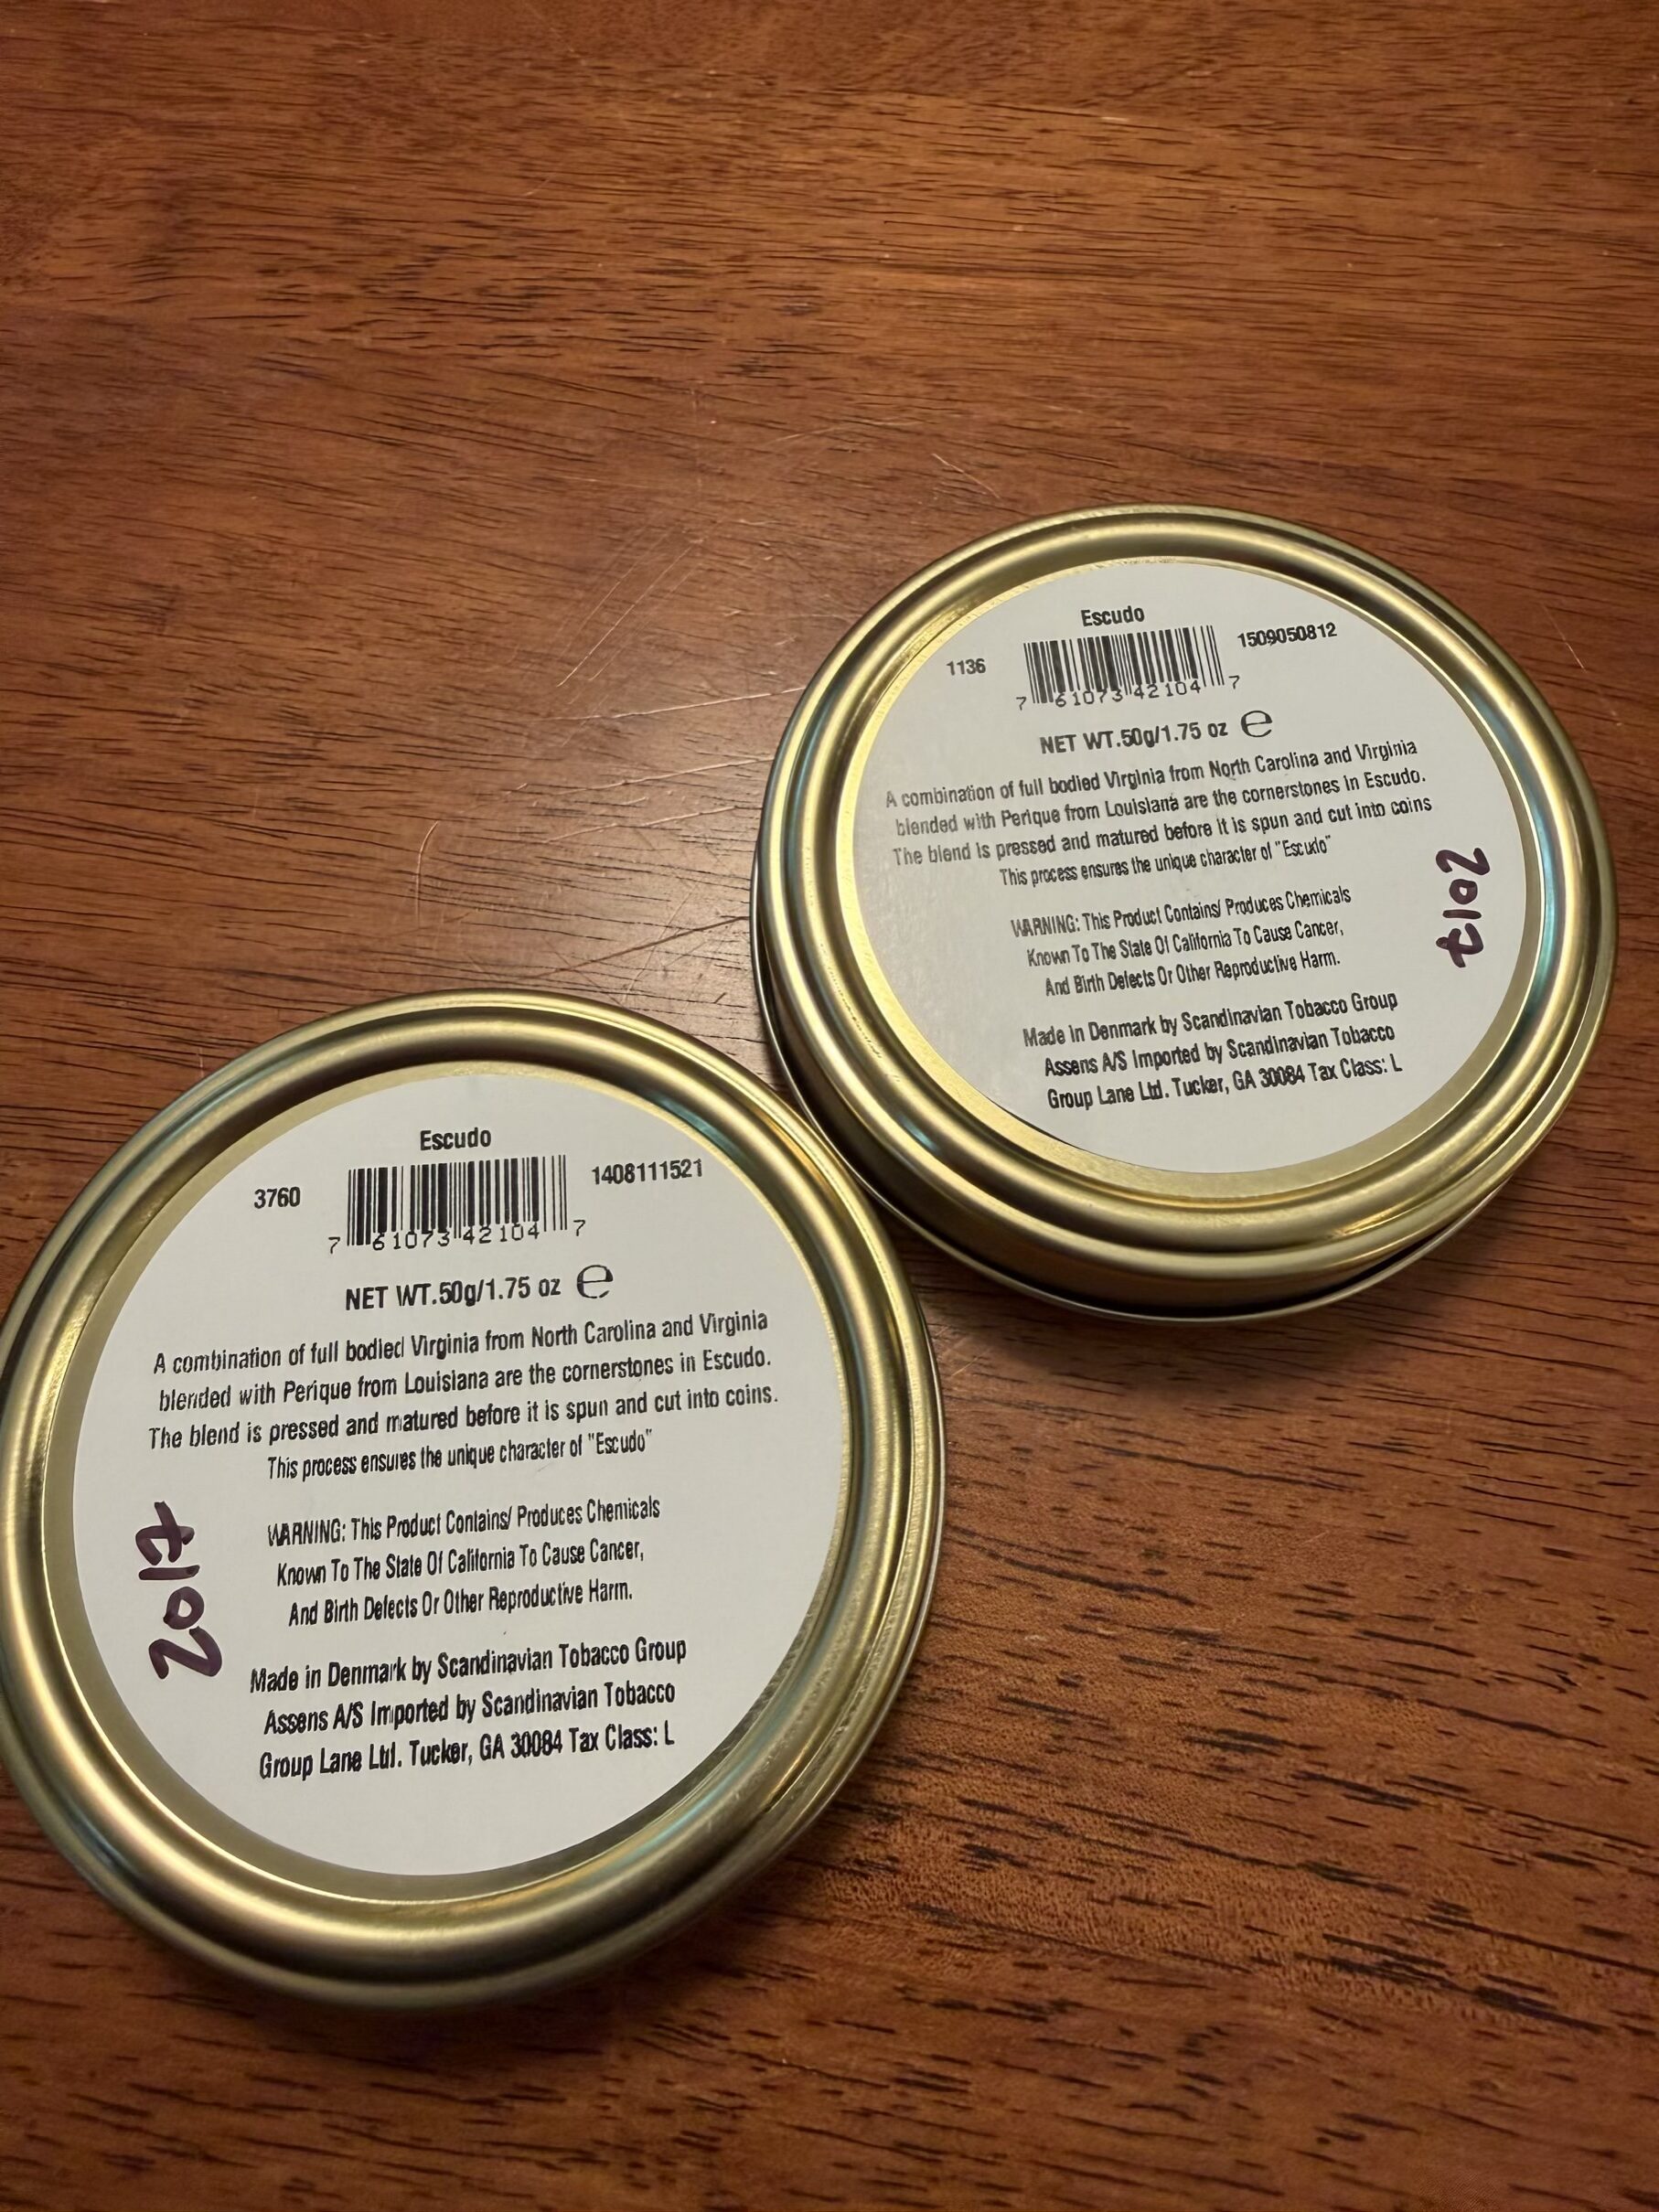 Escudo
1136
1509050812
7 61073 42104 7
NET WT.50g/1.75 oz e
A combination of full bodied Virginia from North Carolina and Virginia
blended with Perique from Louisiana are the cornerstones in Escudo.
The blend is pressed and matured before it is spun and cut into coins
This process ensures the unique character of "Escudo"
WARNING: This Product Contains/ Produces Chemicals
Known To The State Of California To Cause Cancer,
And Birth Defects Or Other Reproductive Harm.
Made in Denmark by Scandinavian Tobacco Group
Assens A/S Imported by Scandinavian Tobacco
Group Lane Ltd. Tucker, GA 30084 Tax Class: L
2017
Escudo
3760
1408111521
7 61073 42104 7
NET WT.50g/1.75 oz e
A combination of full bodied Virginia from North Carolina and Virginia
blended with Perique from Louisiana are the cornerstones in Escudo.
The blend is pressed and matured before it is spun and cut into coins.
This process ensures the unique character of "Escudo"
WARNING: This Product Contains/ Produces Chemicals
Known To The State Of California To Cause Cancer,
And Birth Defects Or Other Reproductive Harm.
Made in Denmark by Scandinavian Tobacco Group
Assens A/S Imported by Scandinavian Tobacco
Group Lane Ltd. Tucker, GA 30084 Tax Class: L
2017